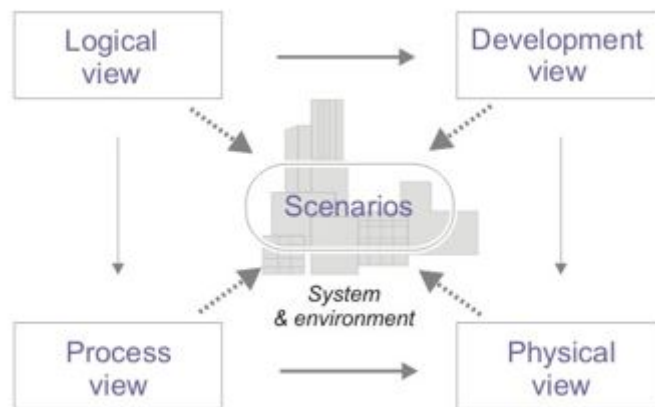 Logical
view
Development
view
Scenarios
System
& environment
Process
view
Physical
view